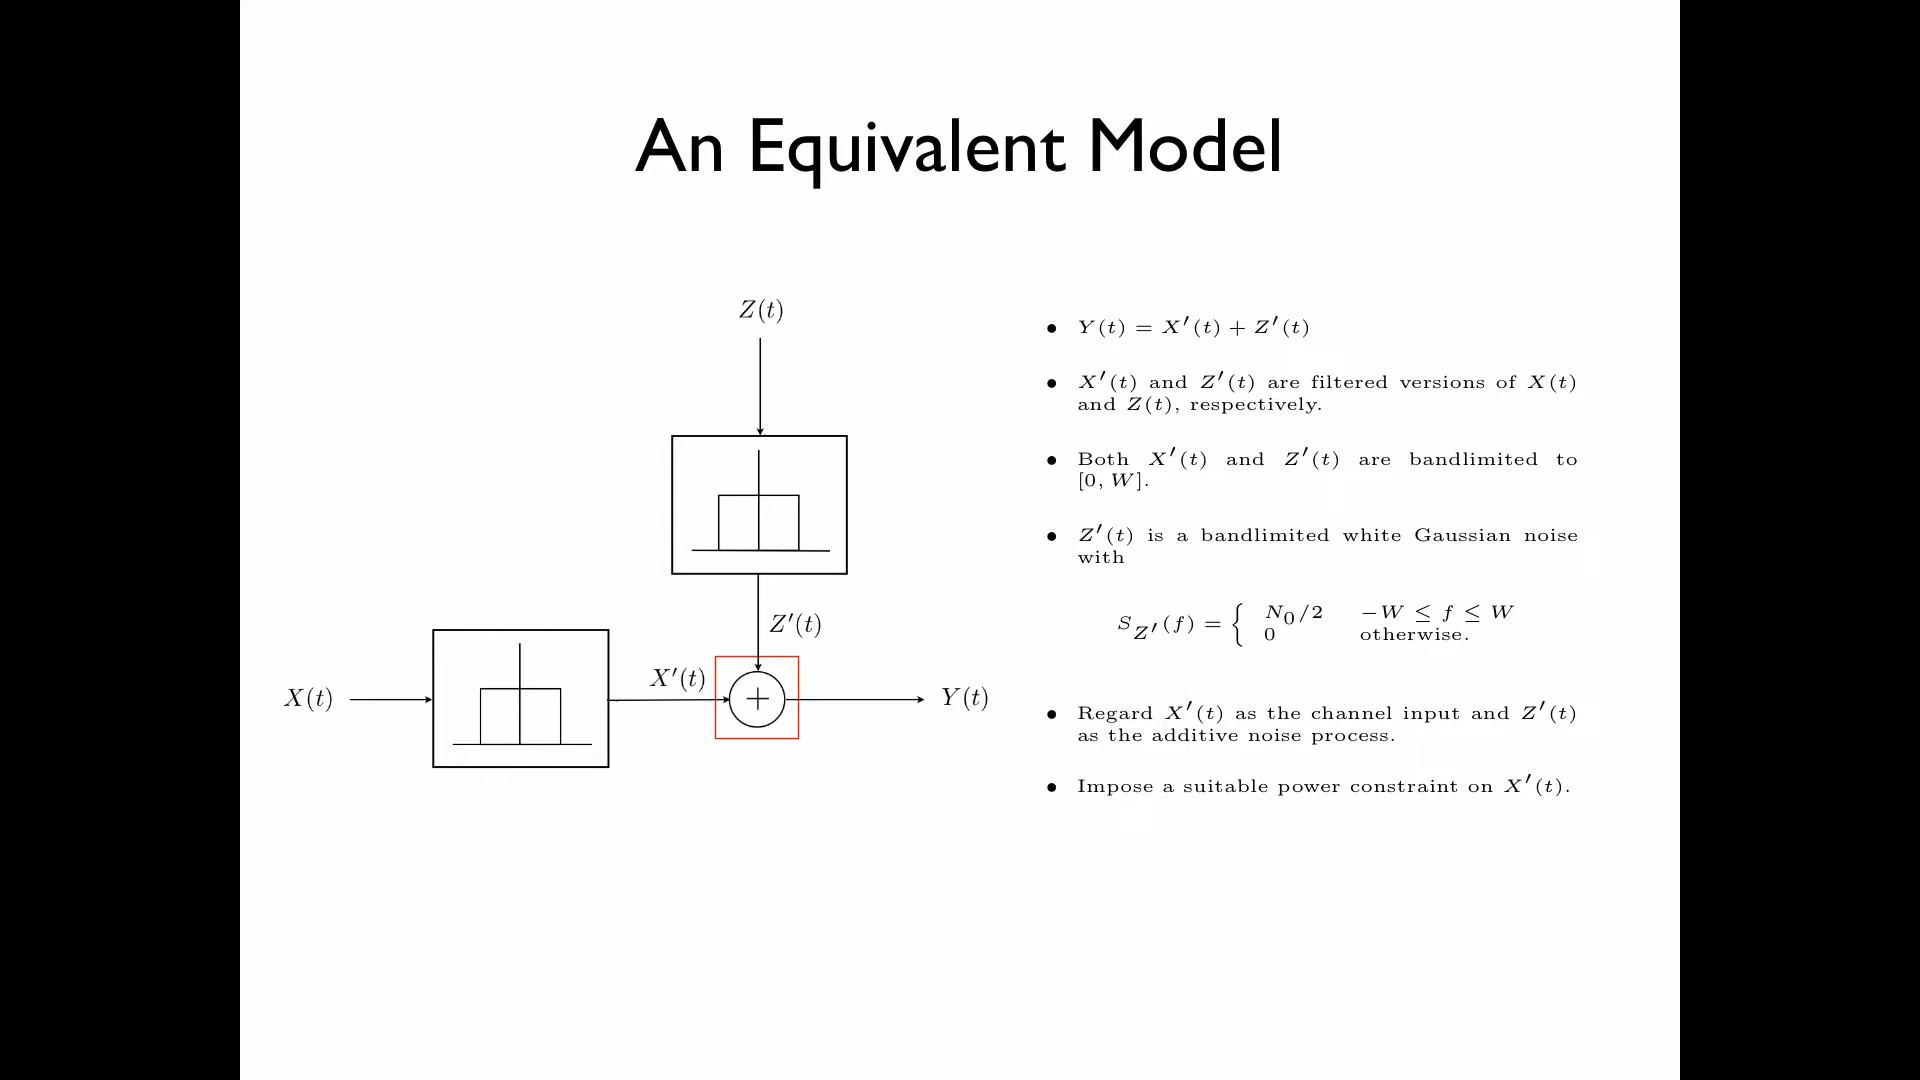 An Equivalent Model
Z(t)
Z′(t)
X′(t)
X(t)
+
Y(t)
• Y(t) = X′(t) + Z′(t)
• X′(t) and Z′(t) are filtered versions of X(t)
and Z(t), respectively.
• Both X′(t) and Z′(t) are bandlimited to
[0, W].
• Z′(t) is a bandlimited white Gaussian noise
with
S_{Z′}(f) = { N₀/2 −W ≤ f ≤ W
0 otherwise.
• Regard X′(t) as the channel input and Z′(t)
as the additive noise process.
• Impose a suitable power constraint on X′(t).